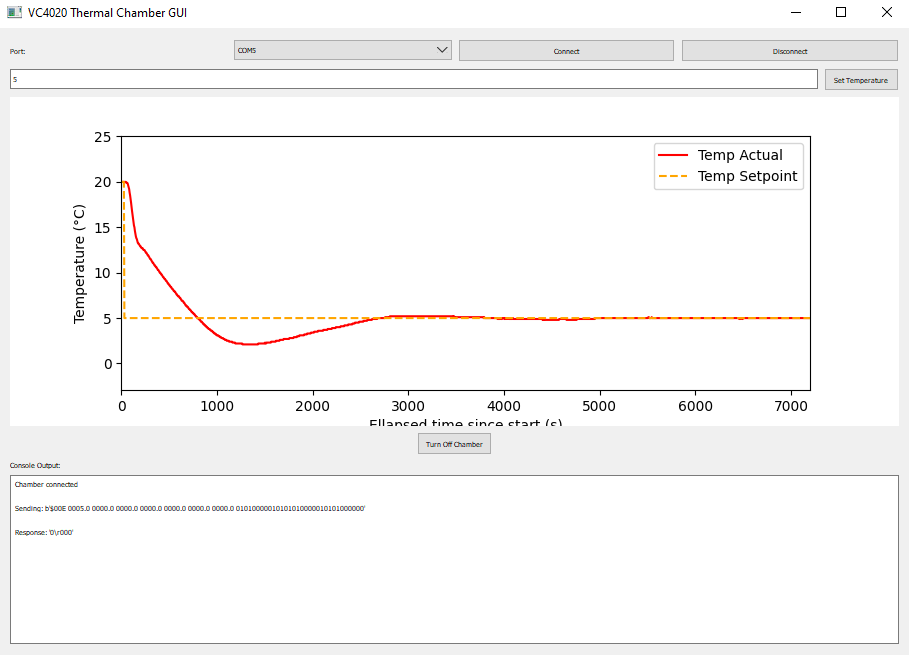 VC4020 Thermal Chamber GUI
Port:
COM5
Connect
Disconnect
5
Set Temperature
25
20
15
10
5
0
Temperature (°C)
Temp Actual
Temp Setpoint
0 1000 2000 3000 4000 5000 6000 7000
Ellapsed time since start (s)
Turn Off Chamber
Console Output:
Chamber connected
Sending: b'$00E 0005.0 0000.0 0000.0 0000.0 0000.0 0000.0 0000.0 01010000010101010000010101000000'
Response: '0\r000'